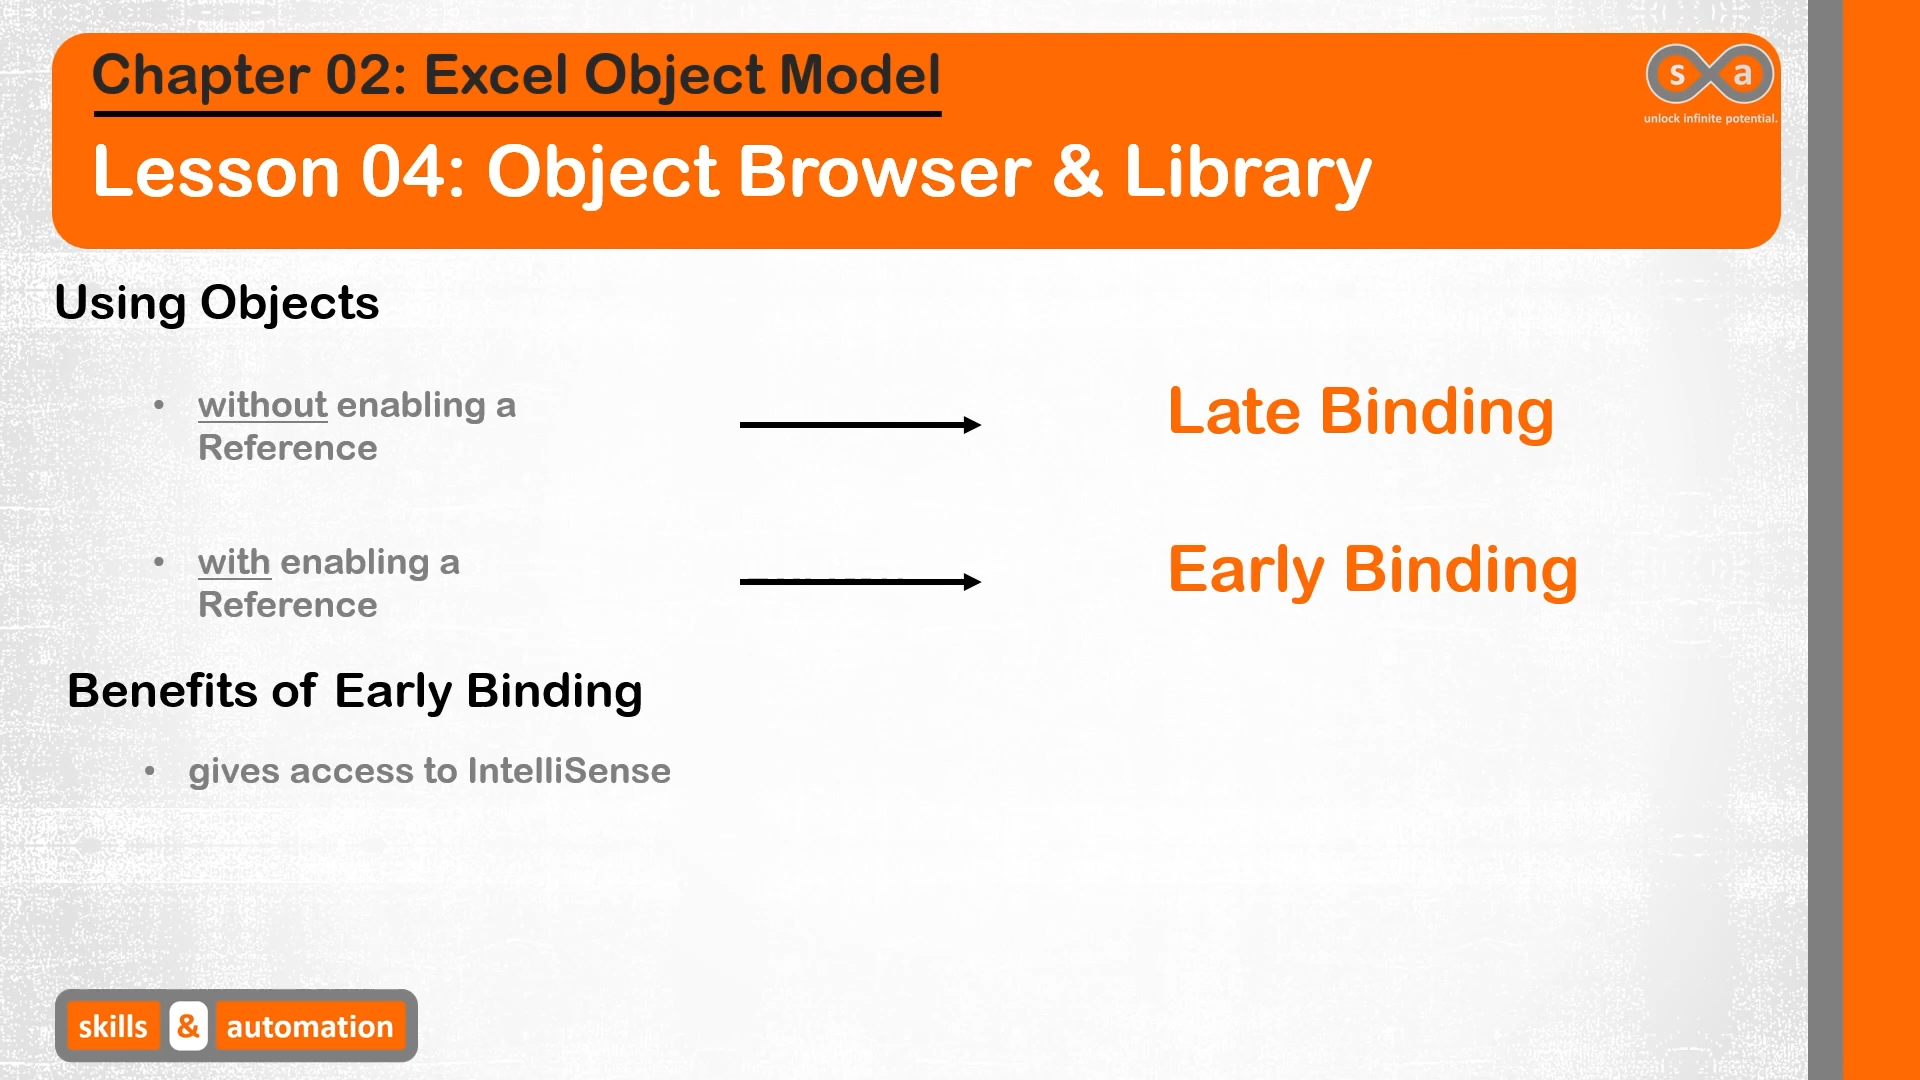 Chapter 02: Excel Object Model
s a
unlock infinite potential.
Lesson 04: Object Browser & Library
Using Objects
• without enabling a
Reference
Late Binding
• with enabling a
Reference
Early Binding
Benefits of Early Binding
• gives access to IntelliSense
skills & automation